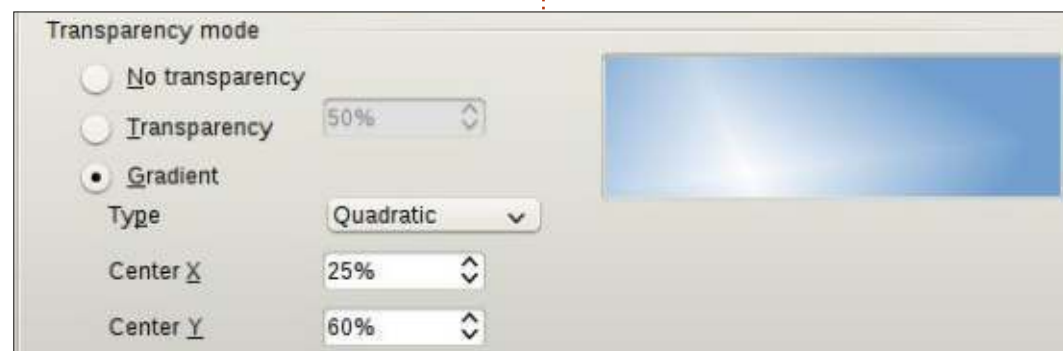 Transparency mode
No transparency
Transparency 50%
Gradient
Type Quadratic
Center X 25%
Center Y 60%